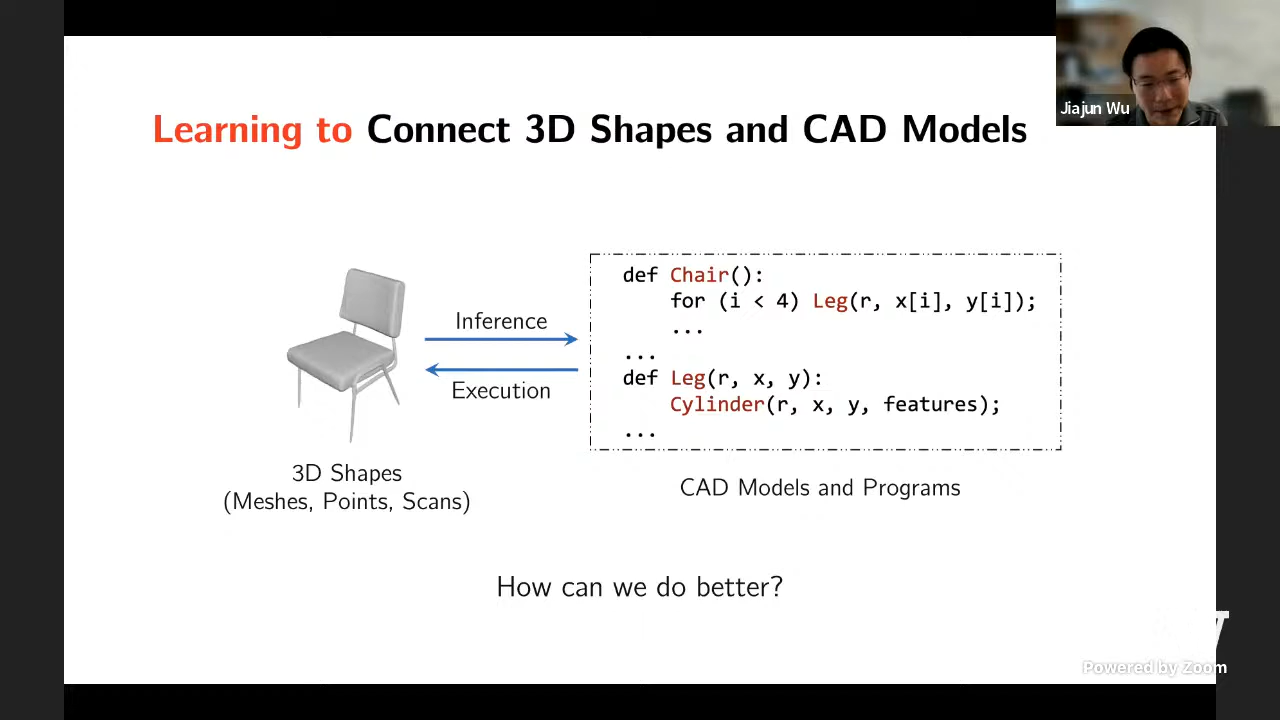 Learning to Connect 3D Shapes and CAD Models
Jiajun Wu
Inference
Execution
3D Shapes
(Meshes, Points, Scans)
def Chair():
    for (i < 4) Leg(r, x[i], y[i]);
    ...
...
def Leg(r, x, y):
    Cylinder(r, x, y, features);
...
CAD Models and Programs
How can we do better?
Powered by Zoom